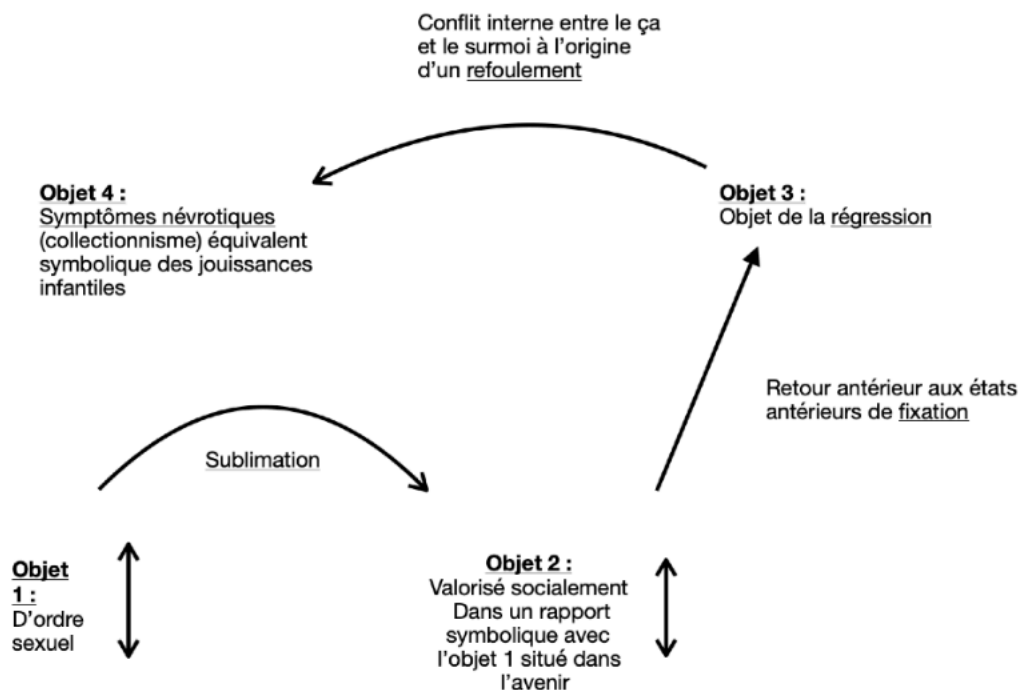 Conflit interne entre le ça
et le surmoi à l'origine
d'un refoulement
Objet 4 :
Symptômes névrotiques
(collectionnisme) équivalent
symbolique des jouissances
infantiles
Objet 3 :
Objet de la régression
Retour antérieur aux états
antérieurs de fixation
Sublimation
Objet
1 :
D'ordre
sexuel
Objet 2 :
Valorisé socialement
Dans un rapport
symbolique avec
l'objet 1 situé dans
l'avenir